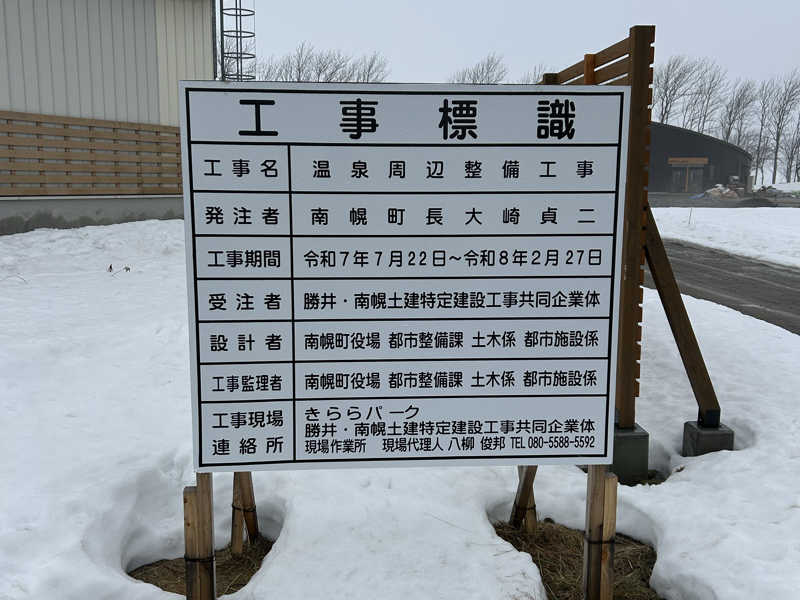 工事標識
工事名 温泉周辺整備工事
発注者 南幌町長大崎貞二
工事期間 令和7年7月22日～令和8年2月27日
受注者 勝井・南幌土建特定建設工事共同企業体
設計者 南幌町役場 都市整備課 土木係 都市施設係
工事監理者 南幌町役場 都市整備課 土木係 都市施設係
工事現場連絡所 きららパーク
勝井・南幌土建特定建設工事共同企業体
現場作業所 現場代理人 八柳 俊邦 TEL 080-5588-5592